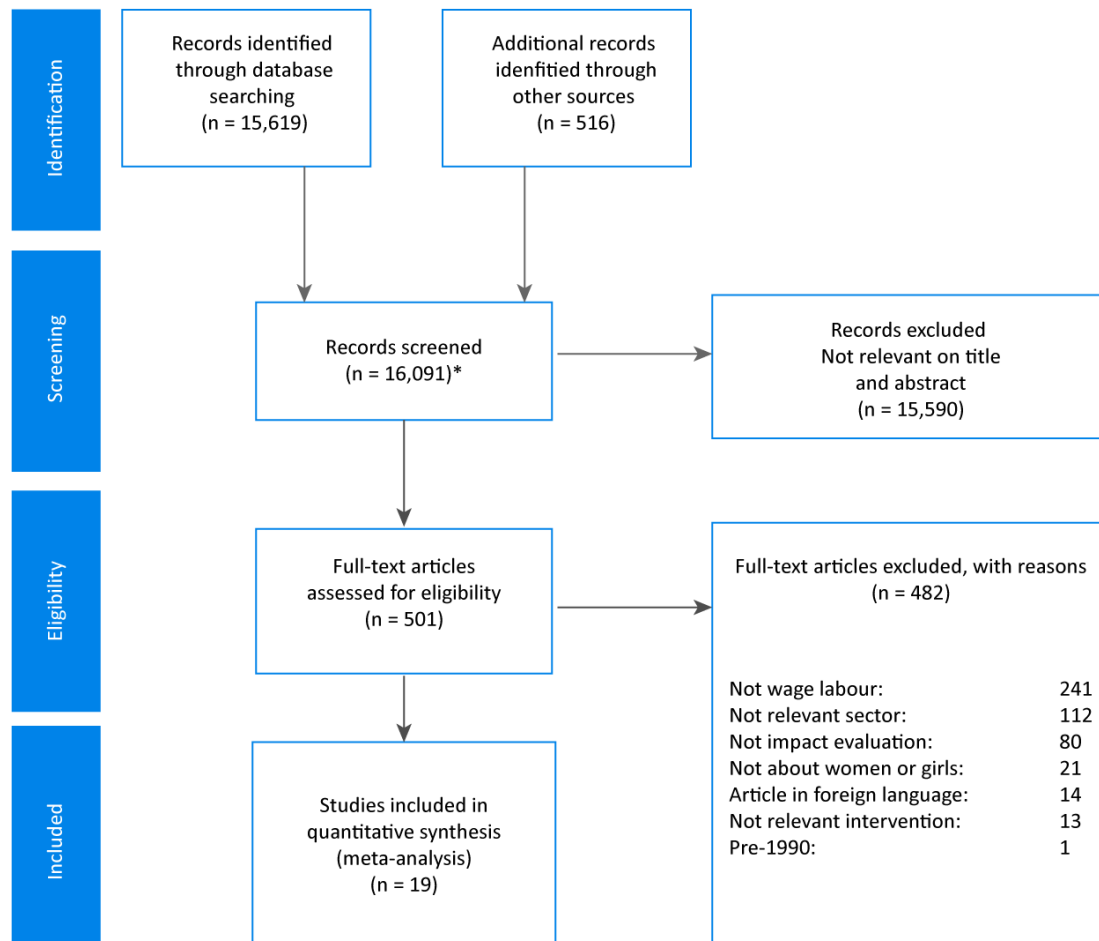 Identification
Records identified
through database
searching
(n = 15,619)
Additional records
idenfitied through
other sources
(n = 516)
Screening
Records screened
(n = 16,091)*
Records excluded
Not relevant on title
and abstract
(n = 15,590)
Eligibility
Full-text articles
assessed for eligibility
(n = 501)
Full-text articles excluded, with reasons
(n = 482)
Not wage labour: 241
Not relevant sector: 112
Not impact evaluation: 80
Not about women or girls: 21
Article in foreign language: 14
Not relevant intervention: 13
Pre-1990: 1
Included
Studies included in
quantitative synthesis
(meta-analysis)
(n = 19)